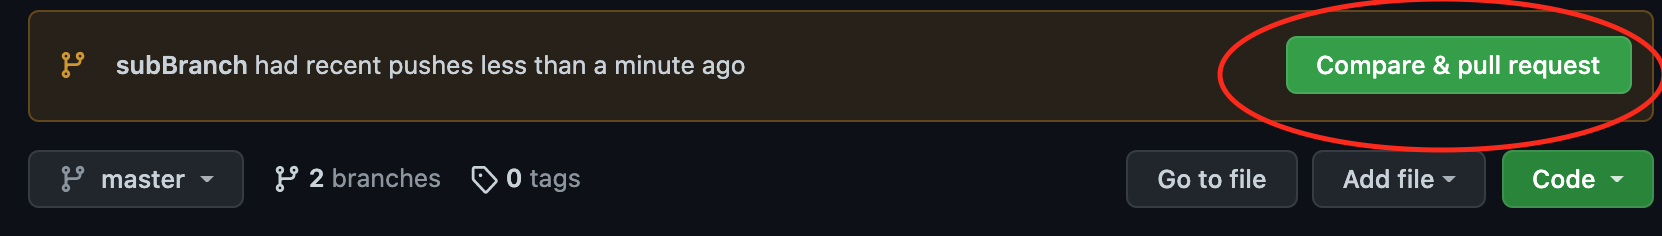 subBranch had recent pushes less than a minute ago
Compare & pull request
master
2 branches
0 tags
Go to file
Add file
Code